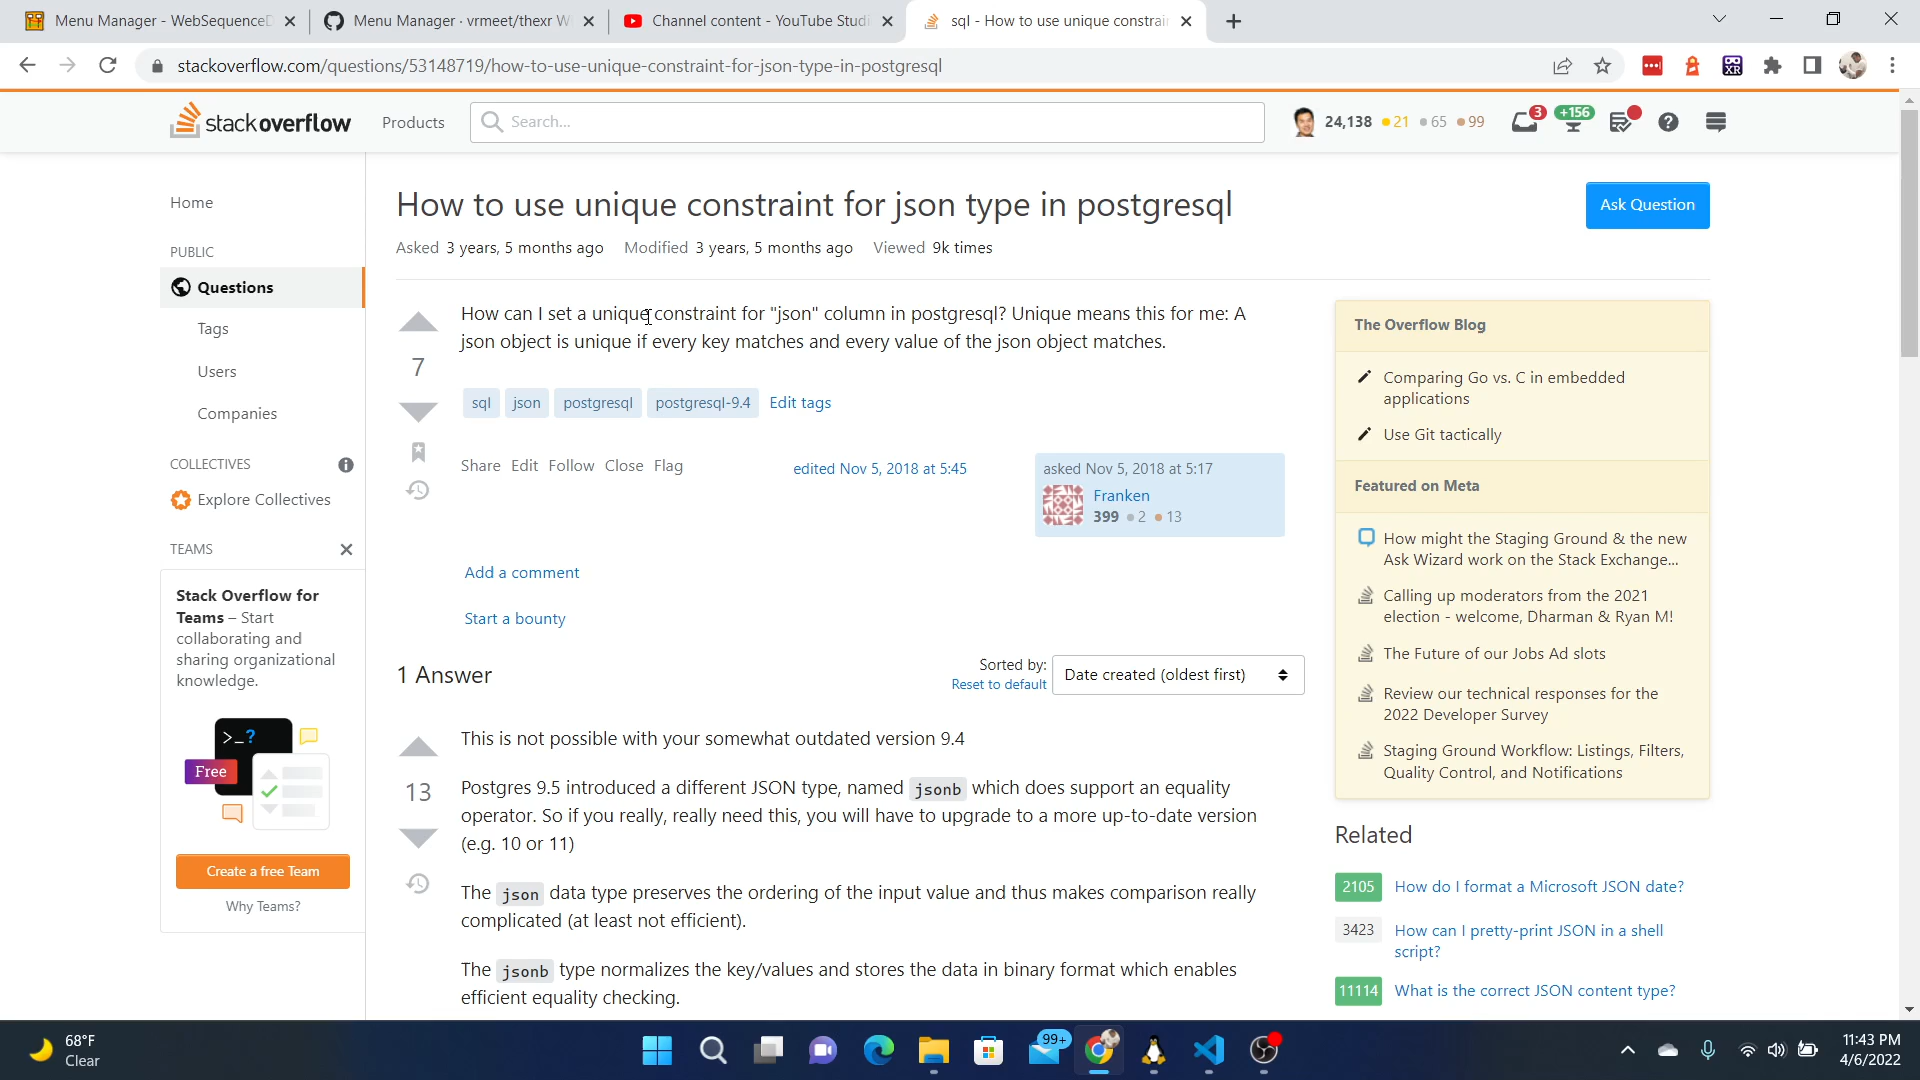 Menu Manager - WebSequenceD
Menu Manager · vrmeet/thexr W
Channel content - YouTube Studi
sql - How to use unique constrain
stackoverflow.com/questions/53148719/how-to-use-unique-constraint-for-json-type-in-postgresql
XR
stackoverflow
Products
Search...
24,138 21 65 99
3
+156
Home
PUBLIC
Questions
Tags
Users
Companies
COLLECTIVES
Explore Collectives
TEAMS
Stack Overflow for
Teams – Start
collaborating and
sharing organizational
knowledge.
>_?
Free
Create a free Team
Why Teams?
How to use unique constraint for json type in postgresql
Ask Question
Asked 3 years, 5 months ago Modified 3 years, 5 months ago Viewed 9k times
7
How can I set a unique constraint for "json" column in postgresql? Unique means this for me: A
json object is unique if every key matches and every value of the json object matches.
sql json postgresql postgresql-9.4 Edit tags
Share Edit Follow Close Flag
edited Nov 5, 2018 at 5:45
asked Nov 5, 2018 at 5:17
Franken
399 2 13
Add a comment
Start a bounty
1 Answer
Sorted by:
Reset to default
Date created (oldest first)
13
This is not possible with your somewhat outdated version 9.4
Postgres 9.5 introduced a different JSON type, named jsonb which does support an equality
operator. So if you really, really need this, you will have to upgrade to a more up-to-date version
(e.g. 10 or 11)
The json data type preserves the ordering of the input value and thus makes comparison really
complicated (at least not efficient).
The jsonb type normalizes the key/values and stores the data in binary format which enables
efficient equality checking.
The Overflow Blog
Comparing Go vs. C in embedded
applications
Use Git tactically
Featured on Meta
How might the Staging Ground & the new
Ask Wizard work on the Stack Exchange...
Calling up moderators from the 2021
election - welcome, Dharman & Ryan M!
The Future of our Jobs Ad slots
Review our technical responses for the
2022 Developer Survey
Staging Ground Workflow: Listings, Filters,
Quality Control, and Notifications
Related
2105 How do I format a Microsoft JSON date?
3423 How can I pretty-print JSON in a shell
script?
11114 What is the correct JSON content type?
68°F
Clear
99+
11:43 PM
4/6/2022